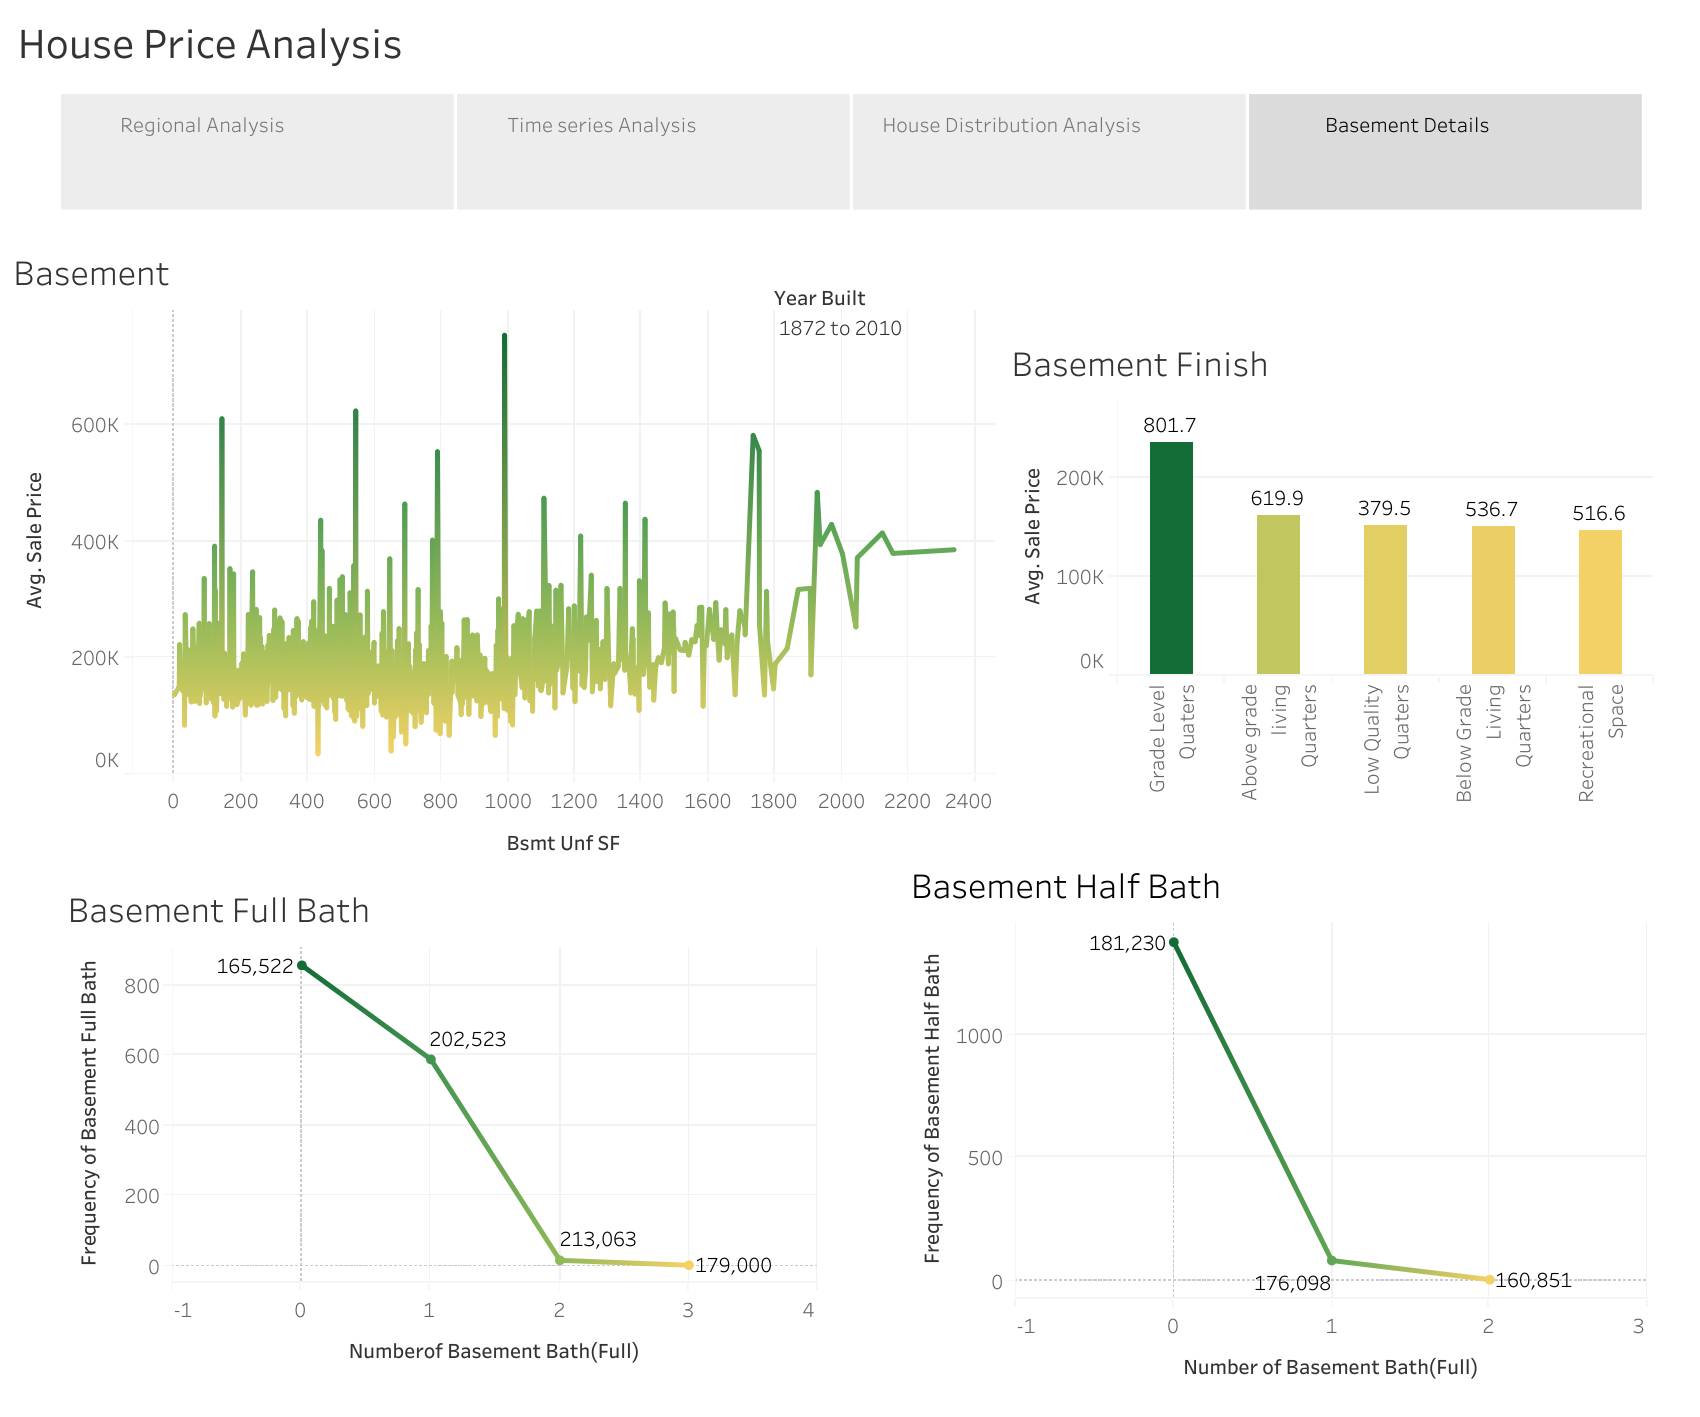 House Price Analysis
Regional Analysis
Time series Analysis
House Distribution Analysis
Basement Details
Basement
Year Built
1872 to 2010
Avg. Sale Price
600K
400K
200K
0K
0 200 400 600 800 1000 1200 1400 1600 1800 2000 2200 2400
Bsmt Unf SF
Basement Finish
Avg. Sale Price
200K
100K
0K
801.7
619.9
379.5
536.7
516.6
Grade Level
Quaters
Above grade
living
Quarters
Low Quality
Quaters
Below Grade
Living
Quarters
Recreational
Space
Basement Full Bath
Frequency of Basement Full Bath
800
600
400
200
0
165,522
202,523
213,063
179,000
-1 0 1 2 3 4
Numberof Basement Bath(Full)
Basement Half Bath
Frequency of Basement Half Bath
1000
500
0
181,230
176,098
160,851
-1 0 1 2 3
Number of Basement Bath(Full)